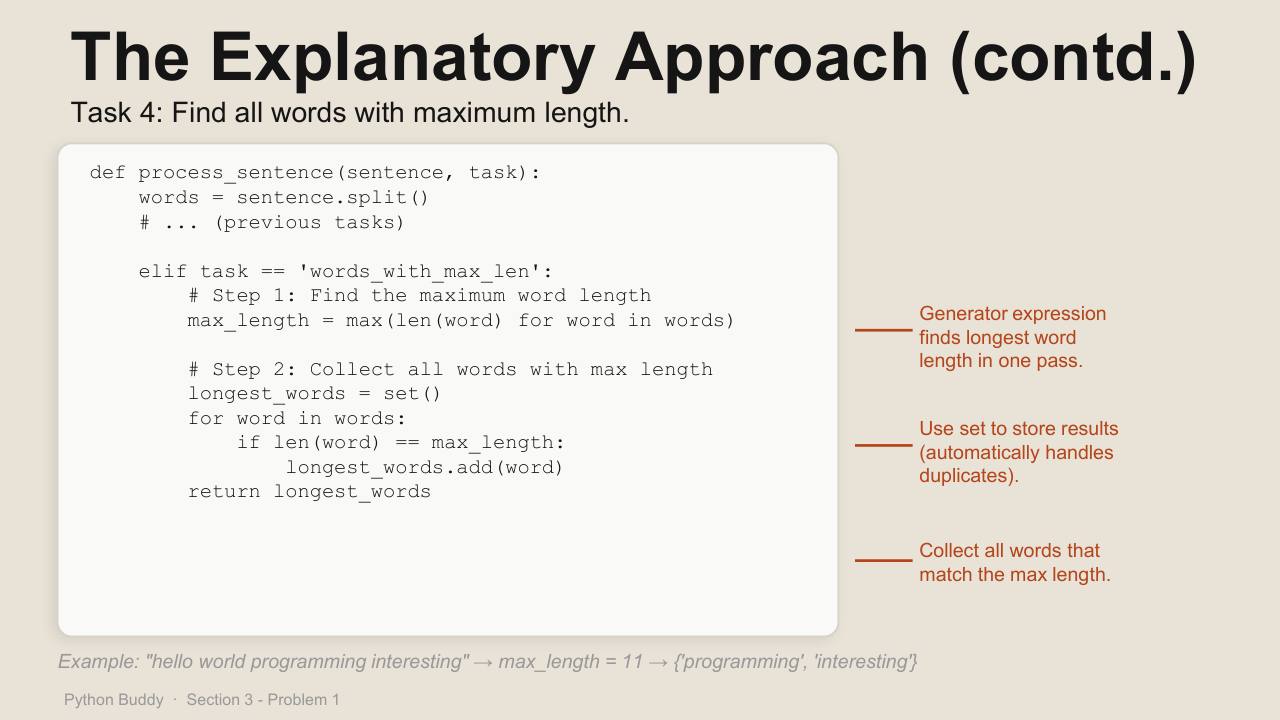 The Explanatory Approach (contd.)
Task 4: Find all words with maximum length.
def process_sentence(sentence, task):
    words = sentence.split()
    # ... (previous tasks)
    elif task == 'words_with_max_len':
        # Step 1: Find the maximum word length
        max_length = max(len(word) for word in words)
        # Step 2: Collect all words with max length
        longest_words = set()
        for word in words:
            if len(word) == max_length:
                longest_words.add(word)
        return longest_words
Generator expression
finds longest word
length in one pass.
Use set to store results
(automatically handles
duplicates).
Collect all words that
match the max length.
Example: "hello world programming interesting" → max_length = 11 → {'programming', 'interesting'}
Python Buddy · Section 3 - Problem 1